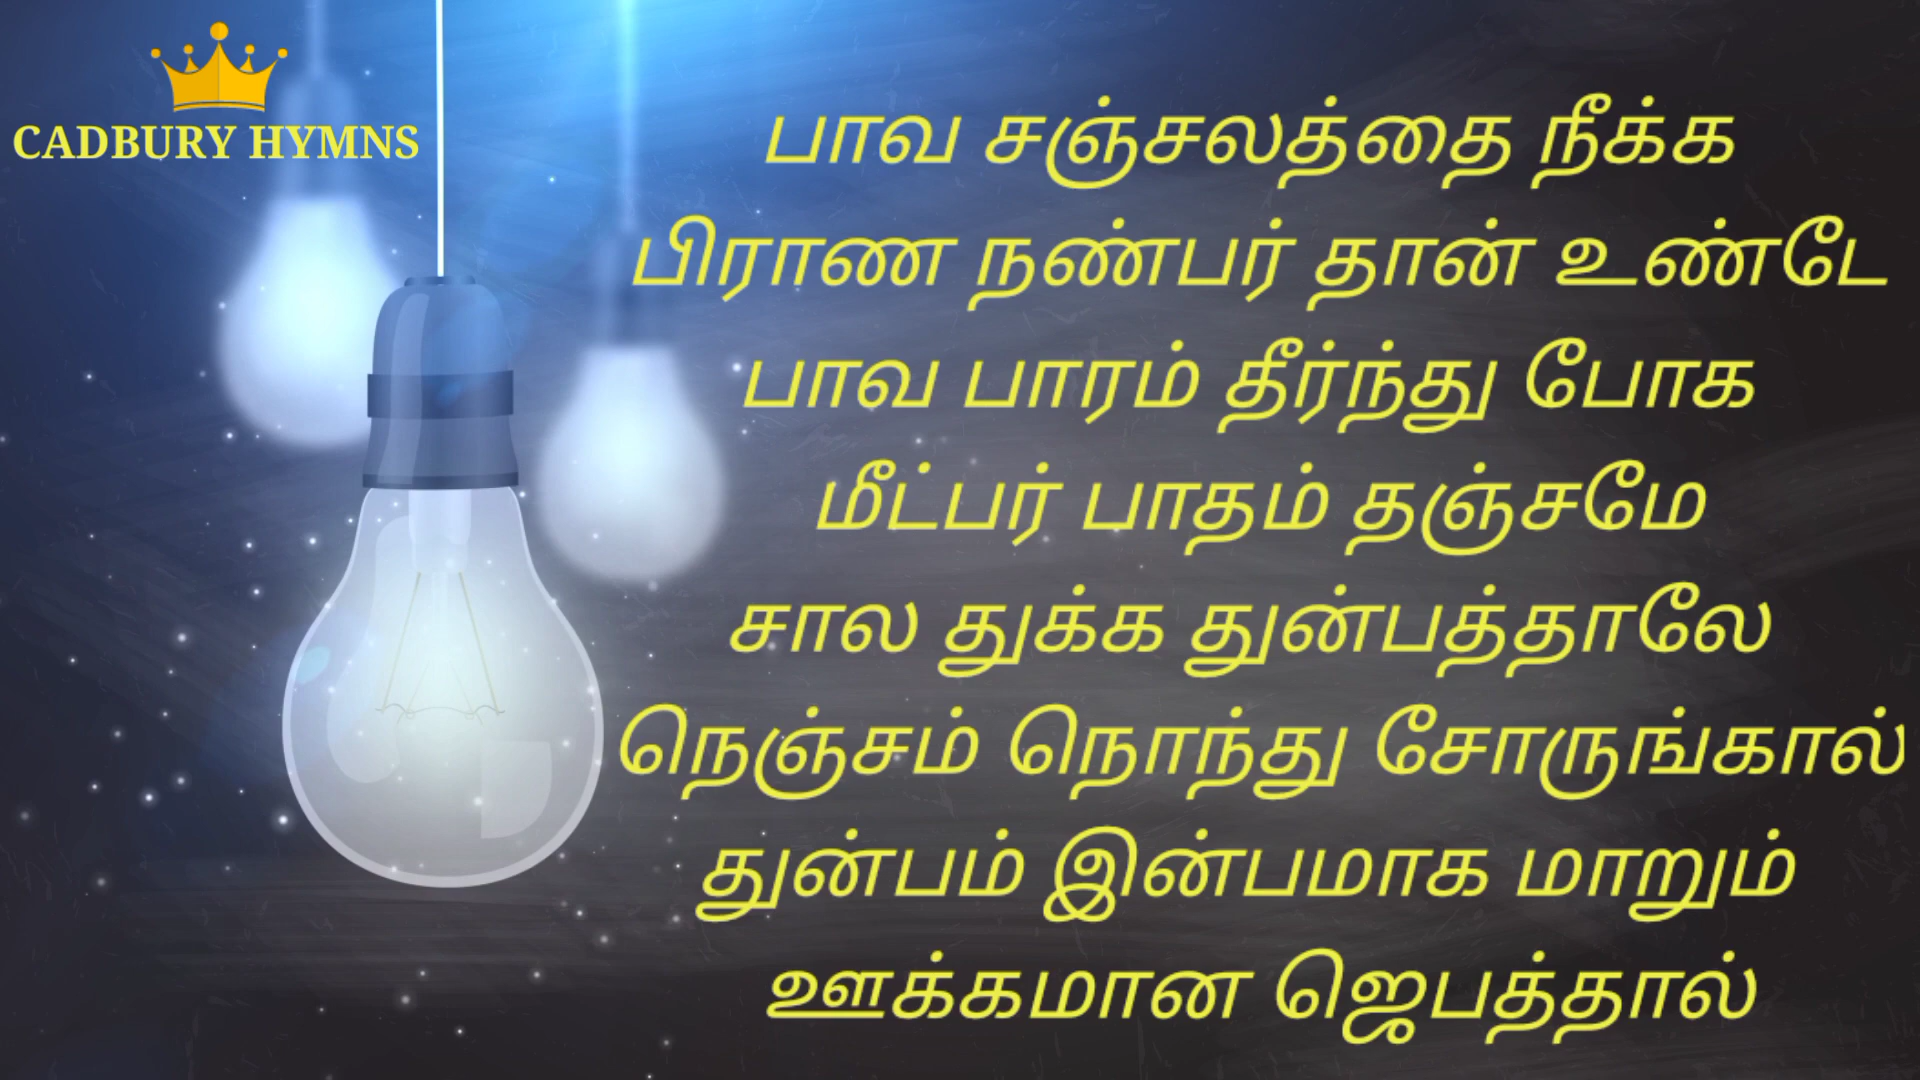 CADBURY HYMNS
பாவ சஞ்சலத்தை நீக்க
பிராண நண்பர் தான் உண்டே
பாவ பாரம் தீர்ந்து போக
மீட்பர் பாதம் தஞ்சமே
சால துக்க துன்பத்தாலே
நெஞ்சம் நொந்து சோருங்கால்
துன்பம் இன்பமாக மாறும்
ஊக்கமான ஜெபத்தால்